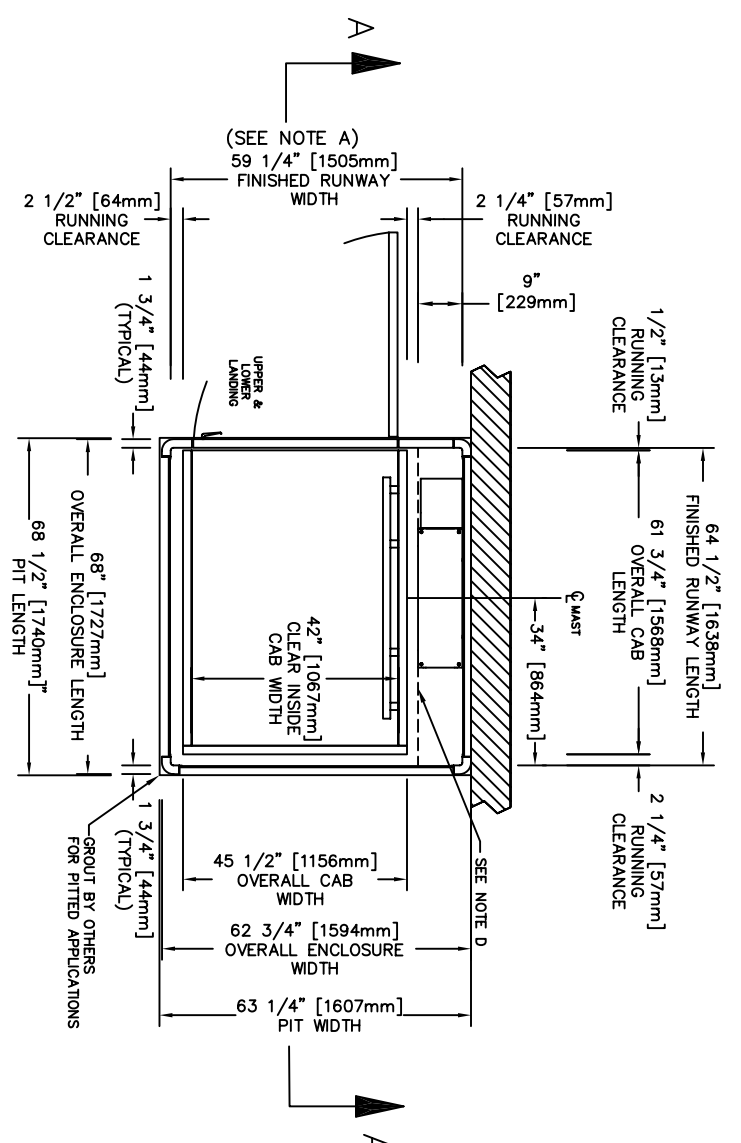 A
(SEE NOTE A)
59 1/4" [1505mm]
FINISHED RUNWAY
WIDTH
2 1/2" [64mm]
RUNNING
CLEARANCE
2 1/4" [57mm]
RUNNING
CLEARANCE
9"
[229mm]
1 3/4" [44mm]
(TYPICAL)
1/2" [13mm]
RUNNING
CLEARANCE
UPPER &
LOWER
LANDING
64 1/2" [1638mm]
FINISHED RUNWAY LENGTH
61 3/4" [1568mm]
OVERALL CAB
LENGTH
℄ MAST
34" [864mm]
42" [1067mm]
CLEAR INSIDE
CAB WIDTH
68" [1727mm]
OVERALL ENCLOSURE LENGTH
68 1/2" [1740mm]"
PIT LENGTH
2 1/4" [57mm]
RUNNING
CLEARANCE
1 3/4" [44mm]
(TYPICAL)
SEE NOTE D
GROUT BY OTHERS
FOR PITTED APPLICATIONS
45 1/2" [1156mm]
OVERALL CAB
WIDTH
62 3/4" [1594mm]
OVERALL ENCLOSURE
WIDTH
63 1/4" [1607mm]
PIT WIDTH
A